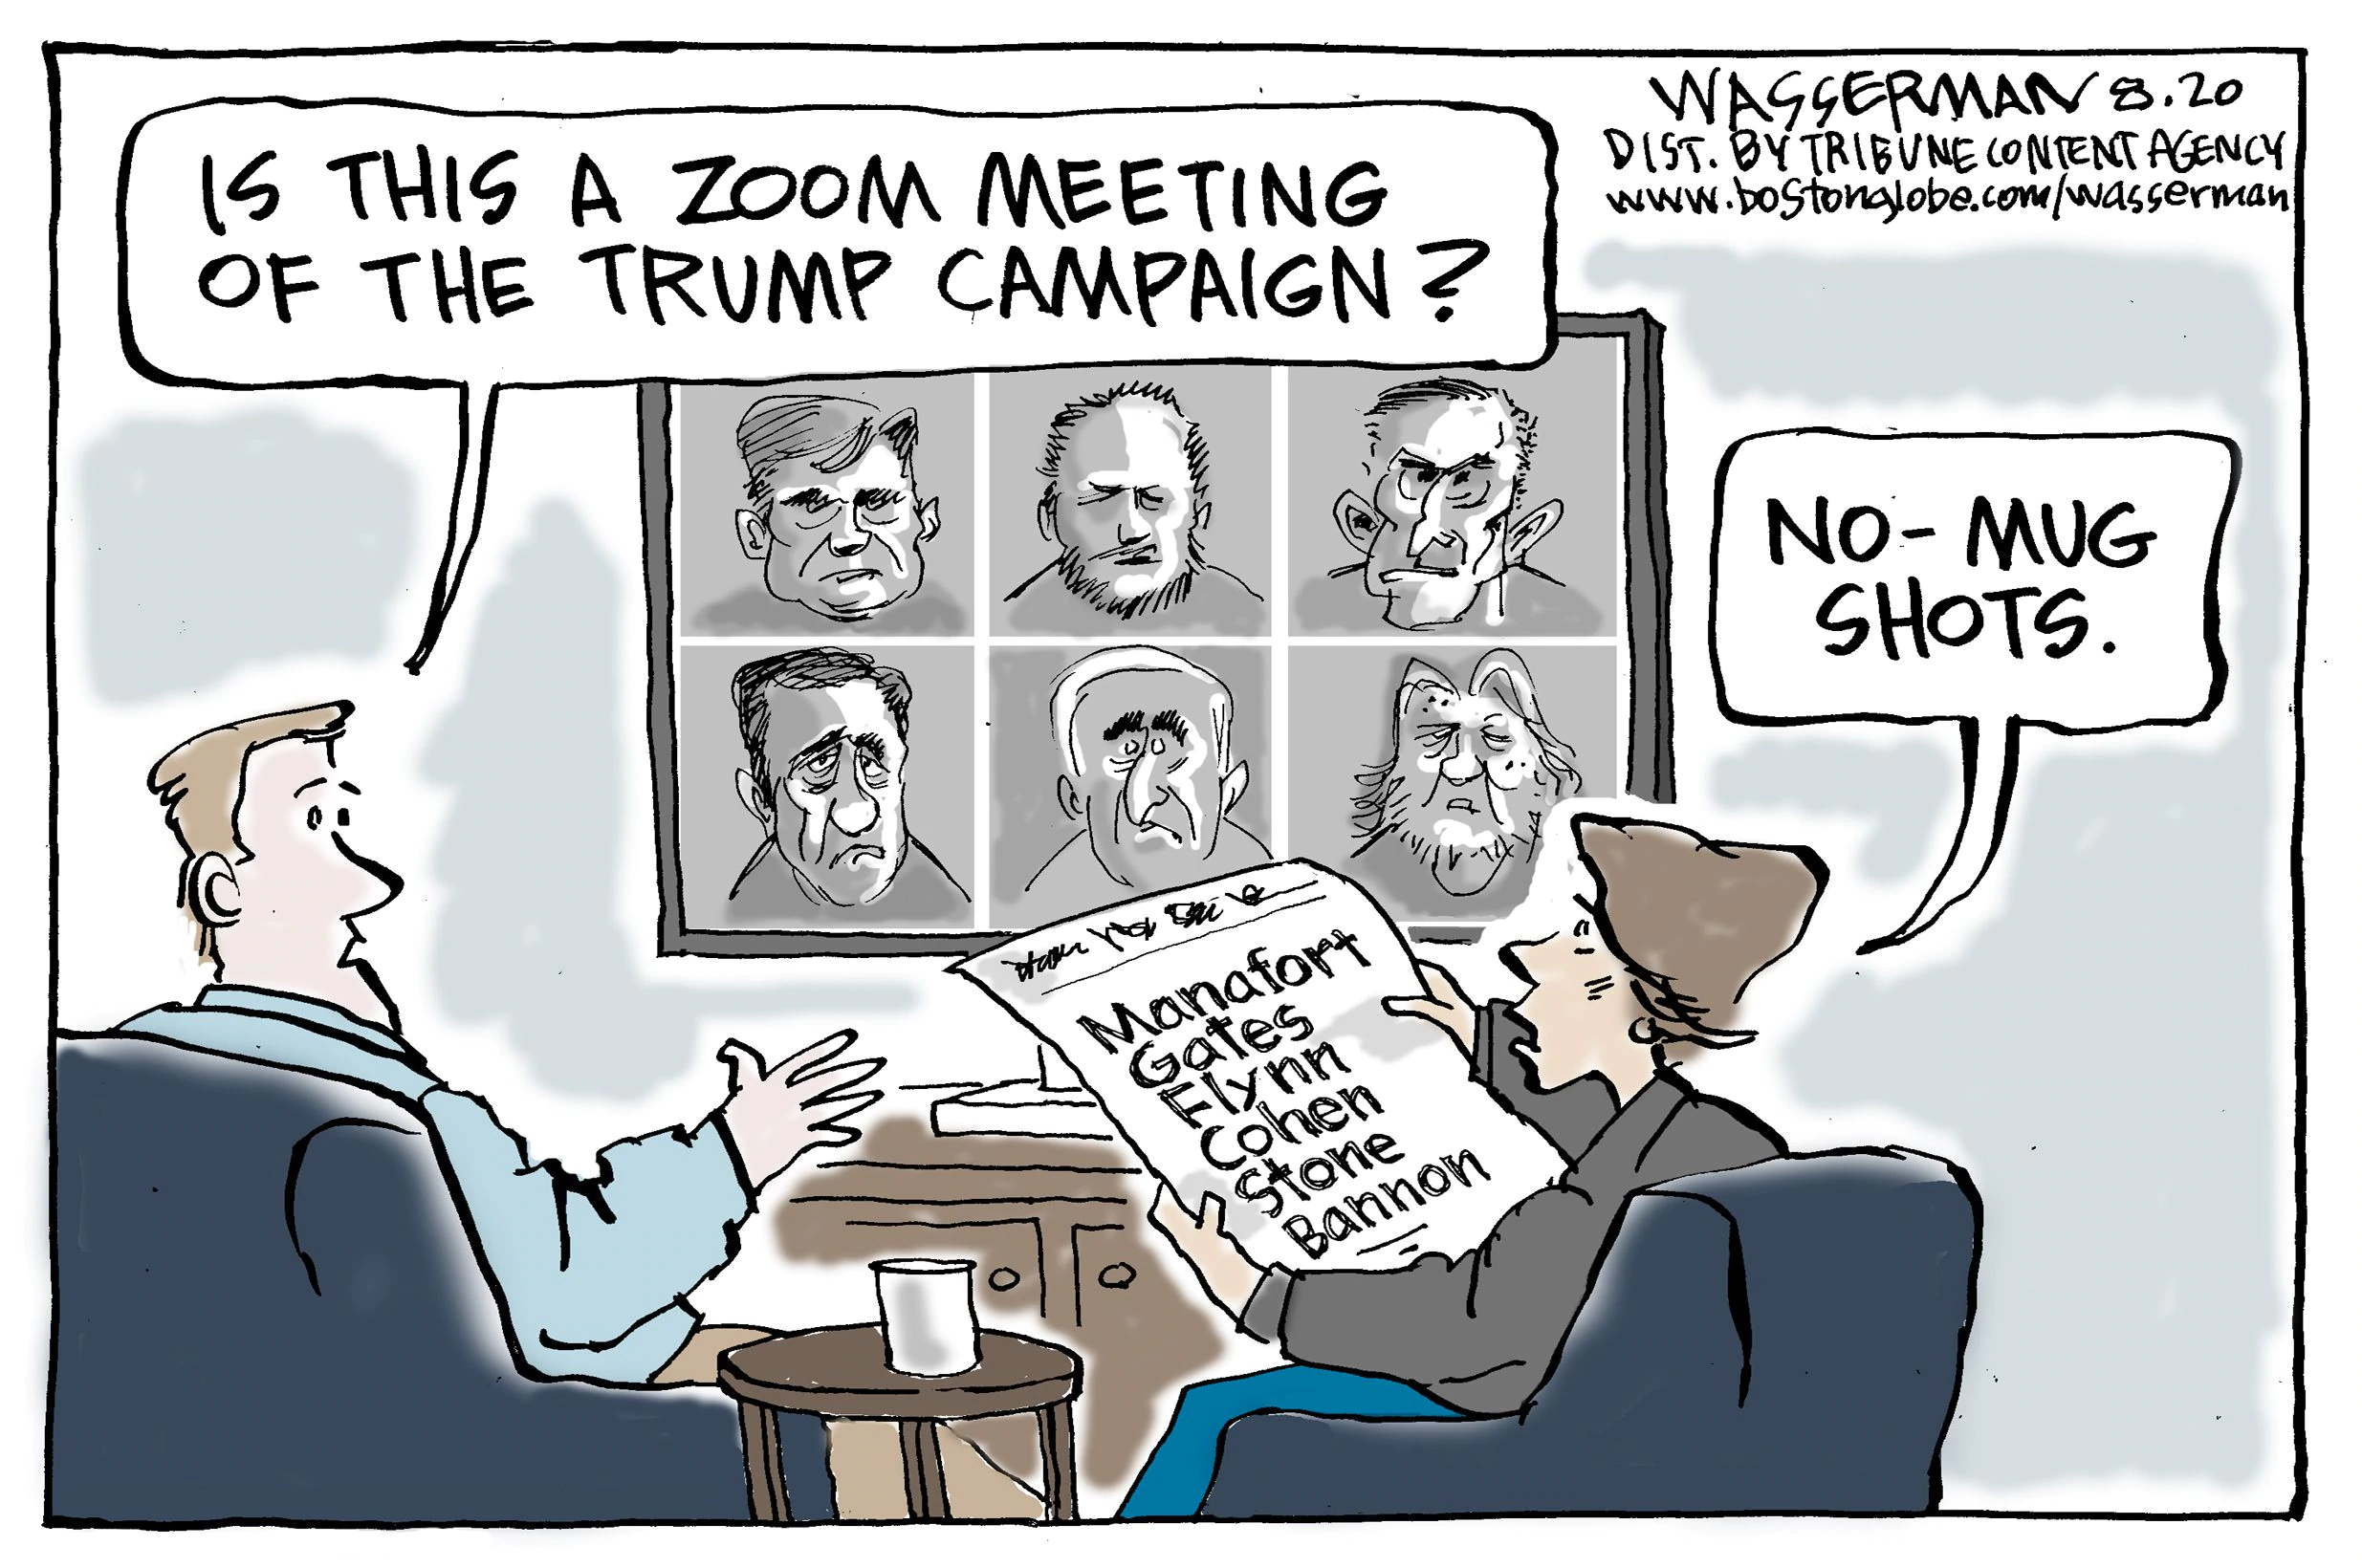 IS THIS A ZOOM MEETING
OF THE TRUMP CAMPAIGN?
WASSERMAN 8.20
DIST. BY TRIBUNE CONTENT AGENCY
www.bostonglobe.com/wasserman
NO- MUG
SHOTS.
Manafort
Gates
Flynn
Cohen
Stone
Bannon